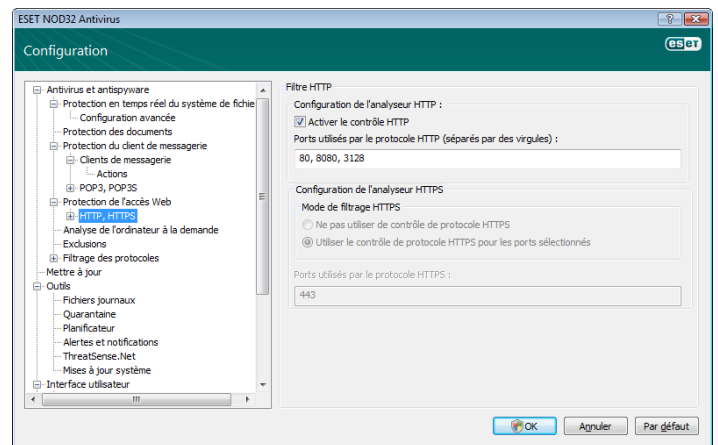 ESET NOD32 Antivirus
Configuration
eseT
Antivirus et antispyware
Protection en temps réel du système de fichie
Configuration avancée
Protection des documents
Protection du client de messagerie
Clients de messagerie
Actions
POP3, POP3S
Protection de l'accès Web
HTTP, HTTPS
Analyse de l'ordinateur à la demande
Exclusions
Filtrage des protocoles
Mettre à jour
Outils
Fichiers journaux
Quarantaine
Planificateur
Alertes et notifications
ThreatSense.Net
Mises à jour système
Interface utilisateur
Filtre HTTP
Configuration de l'analyseur HTTP :
Activer le contrôle HTTP
Ports utilisés par le protocole HTTP (séparés par des virgules) :
80, 8080, 3128
Configuration de l'analyseur HTTPS
Mode de filtrage HTTPS
Ne pas utiliser de contrôle de protocole HTTPS
Utiliser le contrôle de protocole HTTPS pour les ports sélectionnés
Ports utilisés par le protocole HTTPS :
443
OK
Annuler
Par défaut